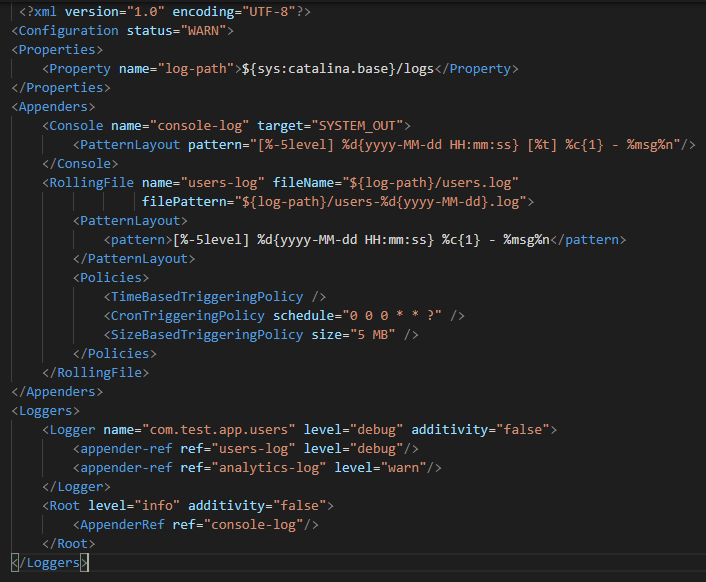 <?xml version="1.0" encoding="UTF-8"?>
<Configuration status="WARN">
<Properties>
    <Property name="log-path">${sys:catalina.base}/logs</Property>
</Properties>
<Appenders>
    <Console name="console-log" target="SYSTEM_OUT">
        <PatternLayout pattern="[%-5level] %d{yyyy-MM-dd HH:mm:ss} [%t] %c{1} - %msg%n"/>
    </Console>
    <RollingFile name="users-log" fileName="${log-path}/users.log"
                 filePattern="${log-path}/users-%d{yyyy-MM-dd}.log">
        <PatternLayout>
            <pattern>[%-5level] %d{yyyy-MM-dd HH:mm:ss} %c{1} - %msg%n</pattern>
        </PatternLayout>
        <Policies>
            <TimeBasedTriggeringPolicy />
            <CronTriggeringPolicy schedule="0 0 0 * * ?" />
            <SizeBasedTriggeringPolicy size="5 MB" />
        </Policies>
    </RollingFile>
</Appenders>
<Loggers>
    <Logger name="com.test.app.users" level="debug" additivity="false">
        <appender-ref ref="users-log" level="debug"/>
        <appender-ref ref="analytics-log" level="warn"/>
    </Logger>
    <Root level="info" additivity="false">
        <AppenderRef ref="console-log"/>
    </Root>
</Loggers>